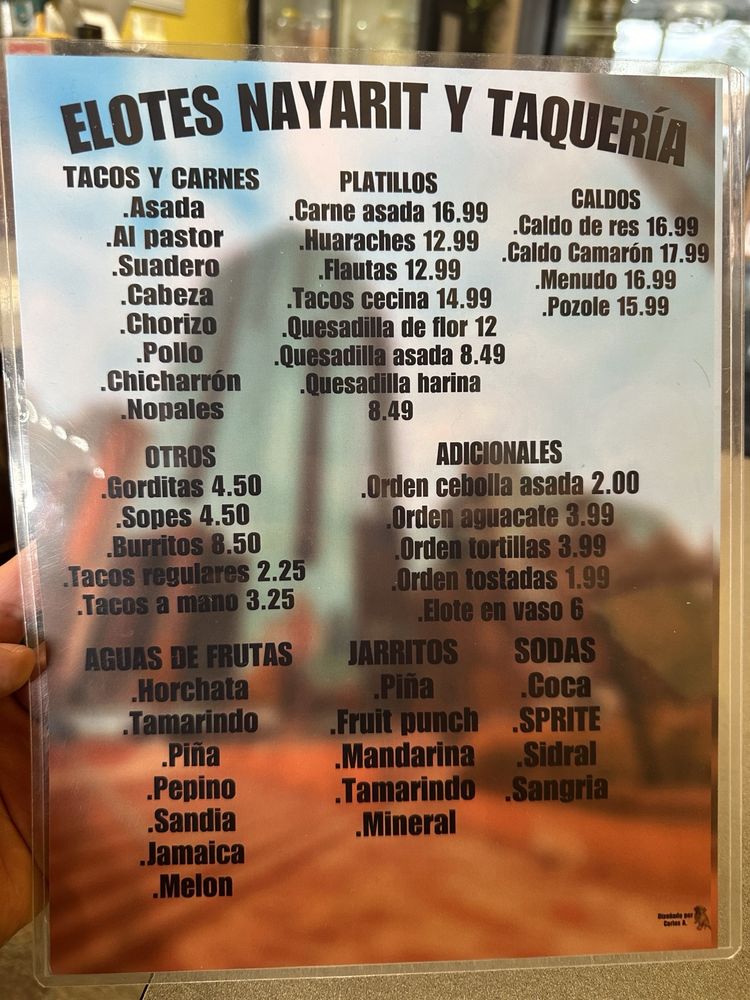 ELOTES NAYARIT Y TAQUERÍA
TACOS Y CARNES
.Asada
.Al pastor
.Suadero
.Cabeza
.Chorizo
.Pollo
.Chicharrón
.Nopales
PLATILLOS
.Carne asada 16.99
.Huaraches 12.99
.Flautas 12.99
.Tacos cecina 14.99
.Quesadilla de flor 12
.Quesadilla asada 8.49
.Quesadilla harina
8.49
CALDOS
.Caldo de res 16.99
.Caldo Camarón 17.99
.Menudo 16.99
.Pozole 15.99
OTROS
.Gorditas 4.50
.Sopes 4.50
.Burritos 8.50
.Tacos regulares 2.25
.Tacos a mano 3.25
ADICIONALES
.Orden cebolla asada 2.00
.Orden aguacate 3.99
.Orden tortillas 3.99
.Orden tostadas 1.99
.Elote en vaso 6
AGUAS DE FRUTAS
.Horchata
.Tamarindo
.Piña
.Pepino
.Sandia
.Jamaica
.Melon
JARRITOS
.Piña
.Fruit punch
.Mandarina
.Tamarindo
.Mineral
SODAS
.Coca
.SPRITE
.Sidral
.Sangria
Diseñado por
Carlos A.